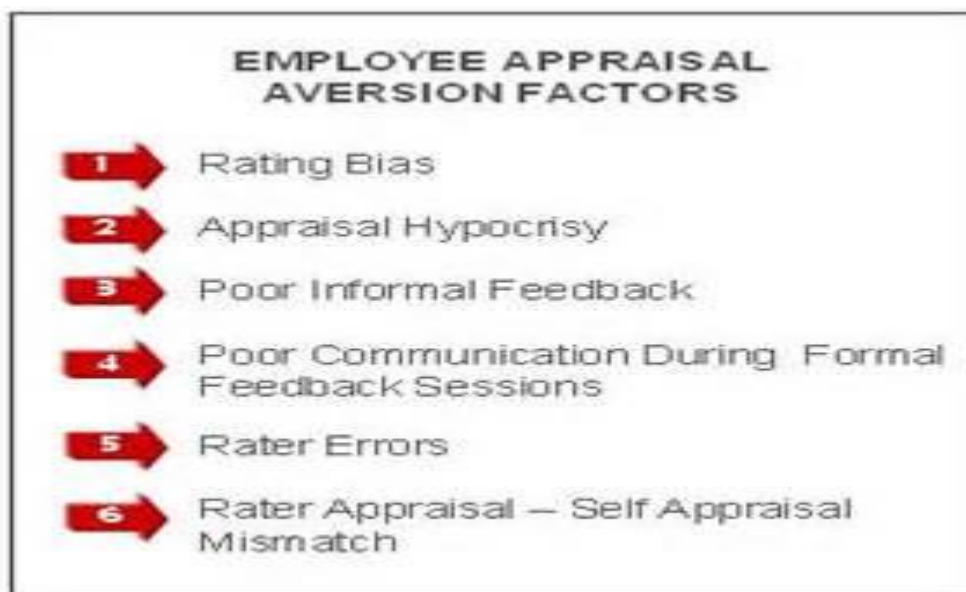 EMPLOYEE APPRAISAL
AVERSION FACTORS
1 Rating Bias
2 Appraisal Hypocrisy
3 Poor Informal Feedback
4 Poor Communication During Formal
Feedback Sessions
5 Rater Errors
6 Rater Appraisal – Self Appraisal
Mismatch